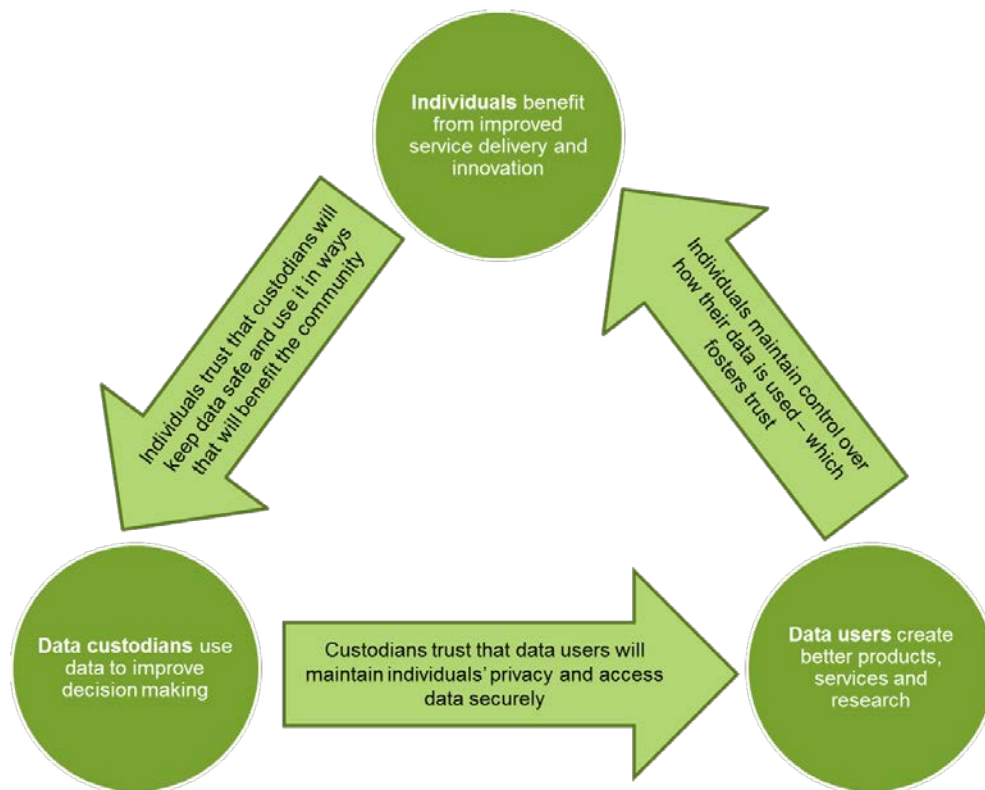 Individuals benefit
from improved
service delivery and
innovation
Individuals trust that custodians will
keep data safe and use it in ways
that will benefit the community
Individuals maintain control over
how their data is used – which
fosters trust
Data custodians use
data to improve
decision making
Custodians trust that data users will
maintain individuals’ privacy and access
data securely
Data users create
better products,
services and
research